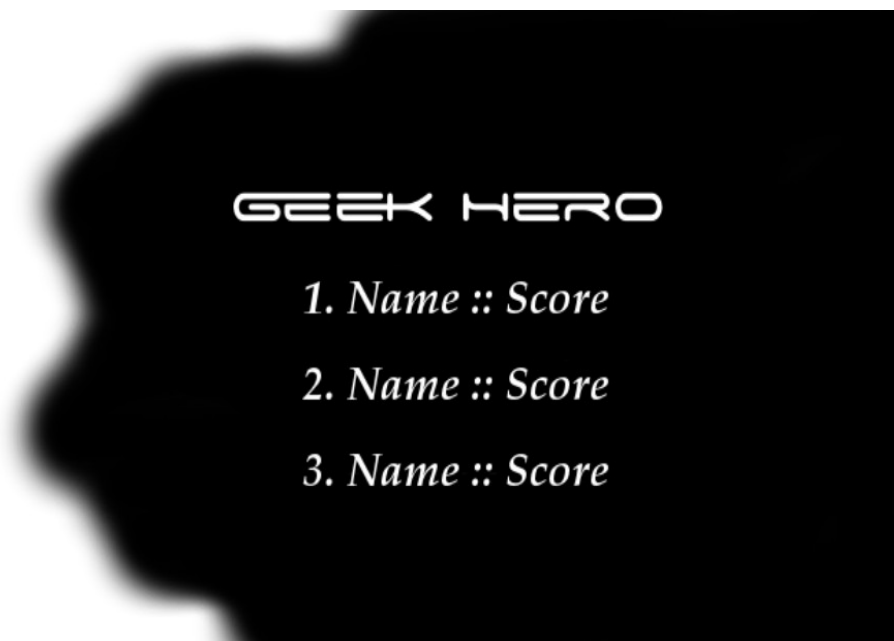 GEEK HERO
1. Name :: Score
2. Name :: Score
3. Name :: Score